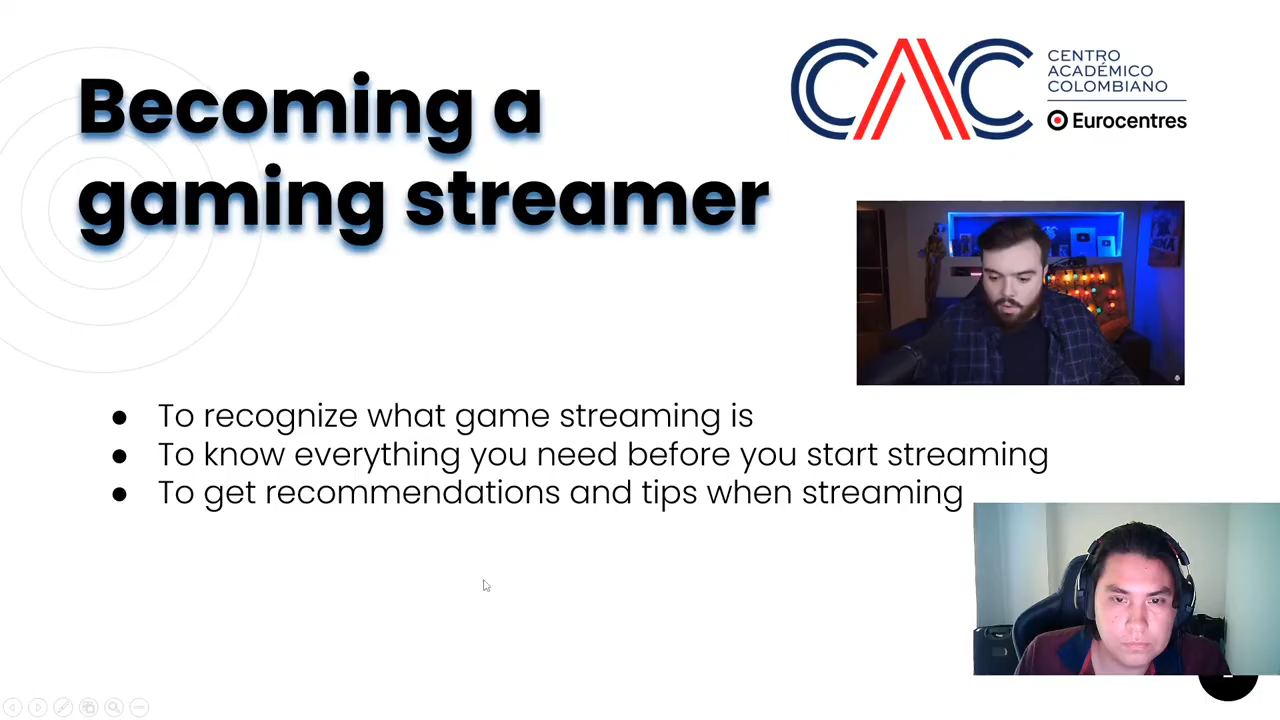 Becoming a
gaming streamer
CAC
CENTRO
ACADÉMICO
COLOMBIANO
Eurocentres
● To recognize what game streaming is
● To know everything you need before you start streaming
● To get recommendations and tips when streaming